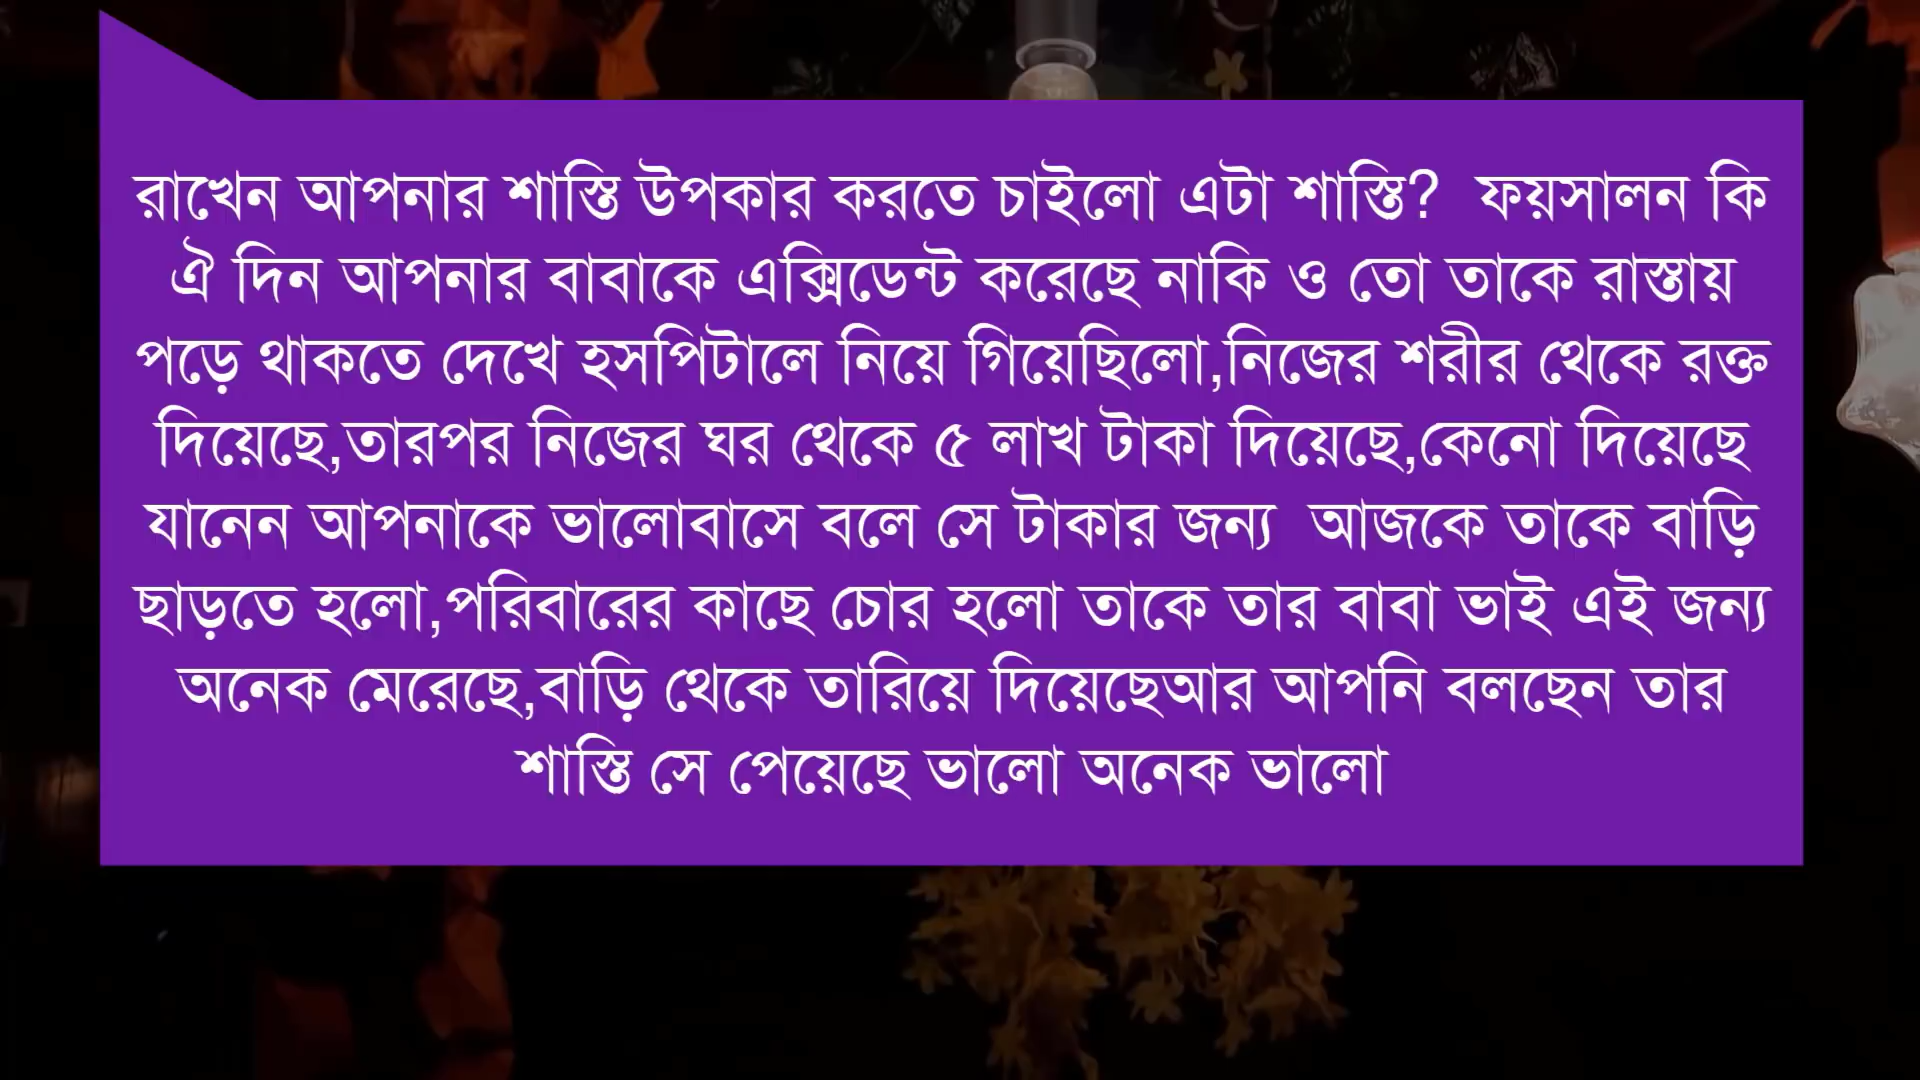 রাখেন আপনার শাস্তি উপকার করতে চাইলো এটা শাস্তি?  ফয়সালন কি
ঐ দিন আপনার বাবাকে এক্সিডেন্ট করেছে নাকি ও তো তাকে রাস্তায়
পড়ে থাকতে দেখে হসপিটালে নিয়ে গিয়েছিলো,নিজের শরীর থেকে রক্ত
দিয়েছে,তারপর নিজের ঘর থেকে ৫ লাখ টাকা দিয়েছে,কেনো দিয়েছে
যানেন আপনাকে ভালোবাসে বলে সে টাকার জন্য  আজকে তাকে বাড়ি
ছাড়তে হলো,পরিবারের কাছে চোর হলো তাকে তার বাবা ভাই এই জন্য
অনেক মেরেছে,বাড়ি থেকে তারিয়ে দিয়েছেআর আপনি বলছেন তার
শাস্তি সে পেয়েছে ভালো অনেক ভালো